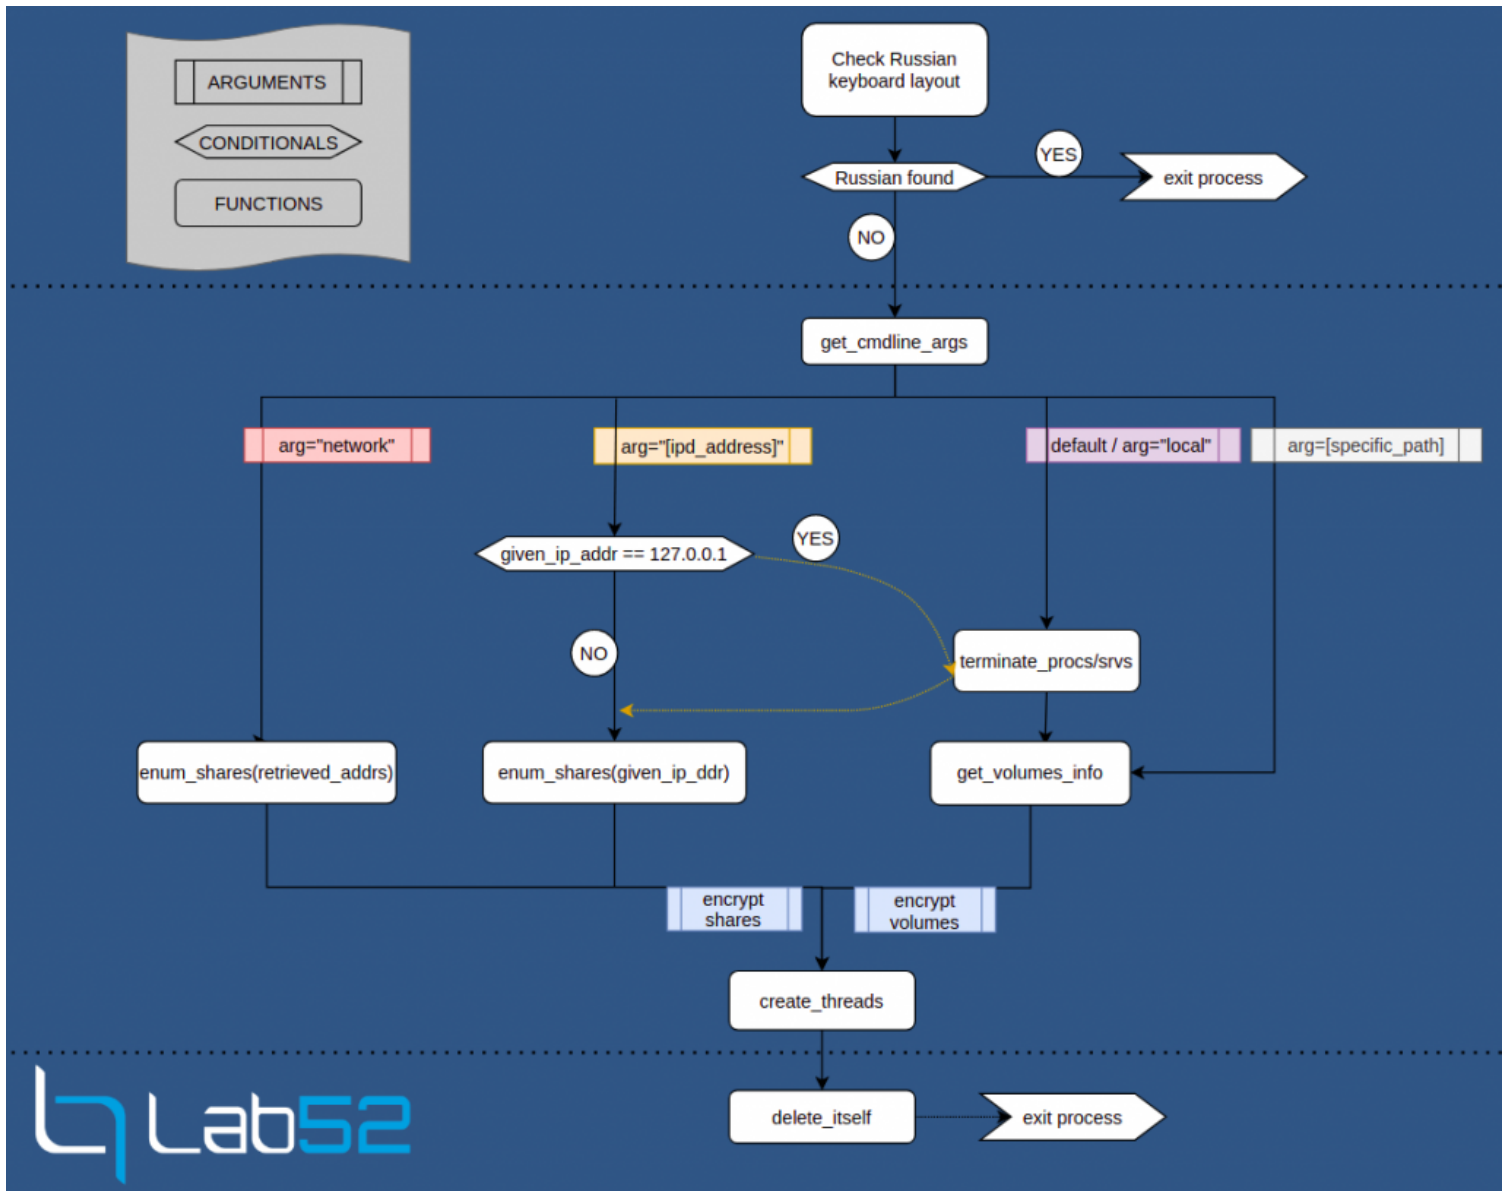 ARGUMENTS
CONDITIONALS
FUNCTIONS
Check Russian
keyboard layout
Russian found
YES
exit process
NO
get_cmdline_args
arg="network"
arg="[ipd_address]"
default / arg="local"
arg=[specific_path]
given_ip_addr == 127.0.0.1
YES
NO
terminate_procs/srvs
enum_shares(retrieved_addrs)
enum_shares(given_ip_ddr)
get_volumes_info
encrypt
shares
encrypt
volumes
create_threads
delete_itself
exit process
Lab52